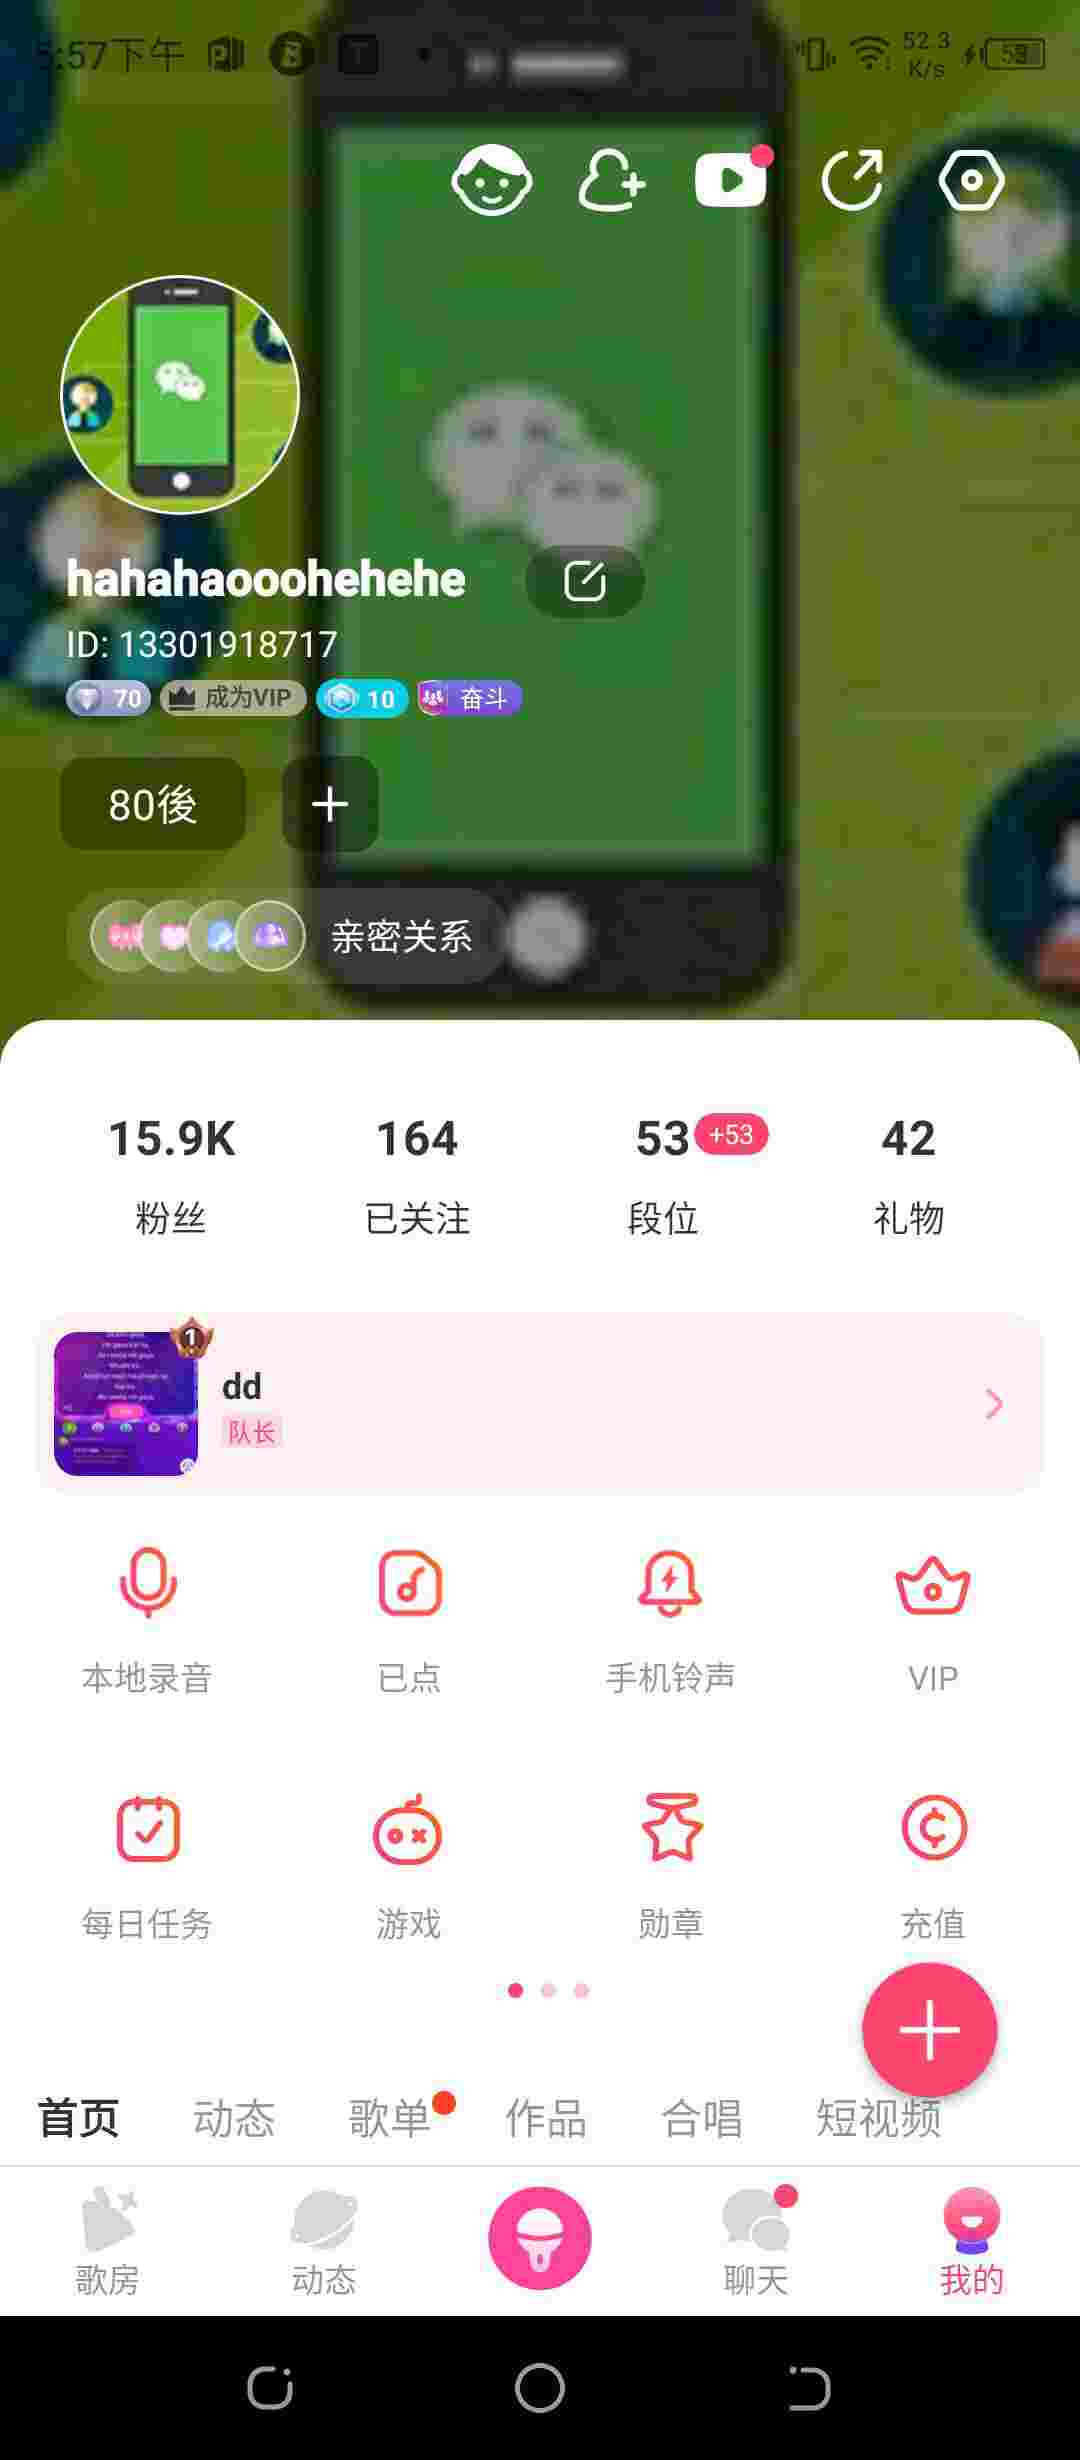 5:57下午
52.3
K/s
hahahaooohehehe
ID: 13301918717
70 成为VIP 10 奋斗
80後
亲密关系
15.9K 164 53 +53 42
粉丝 已关注 段位 礼物
1
dd
队长
本地录音 已点 手机铃声 VIP
每日任务 游戏 勋章 充值
首页 动态 歌单 作品 合唱 短视频
歌房 动态 聊天 我的